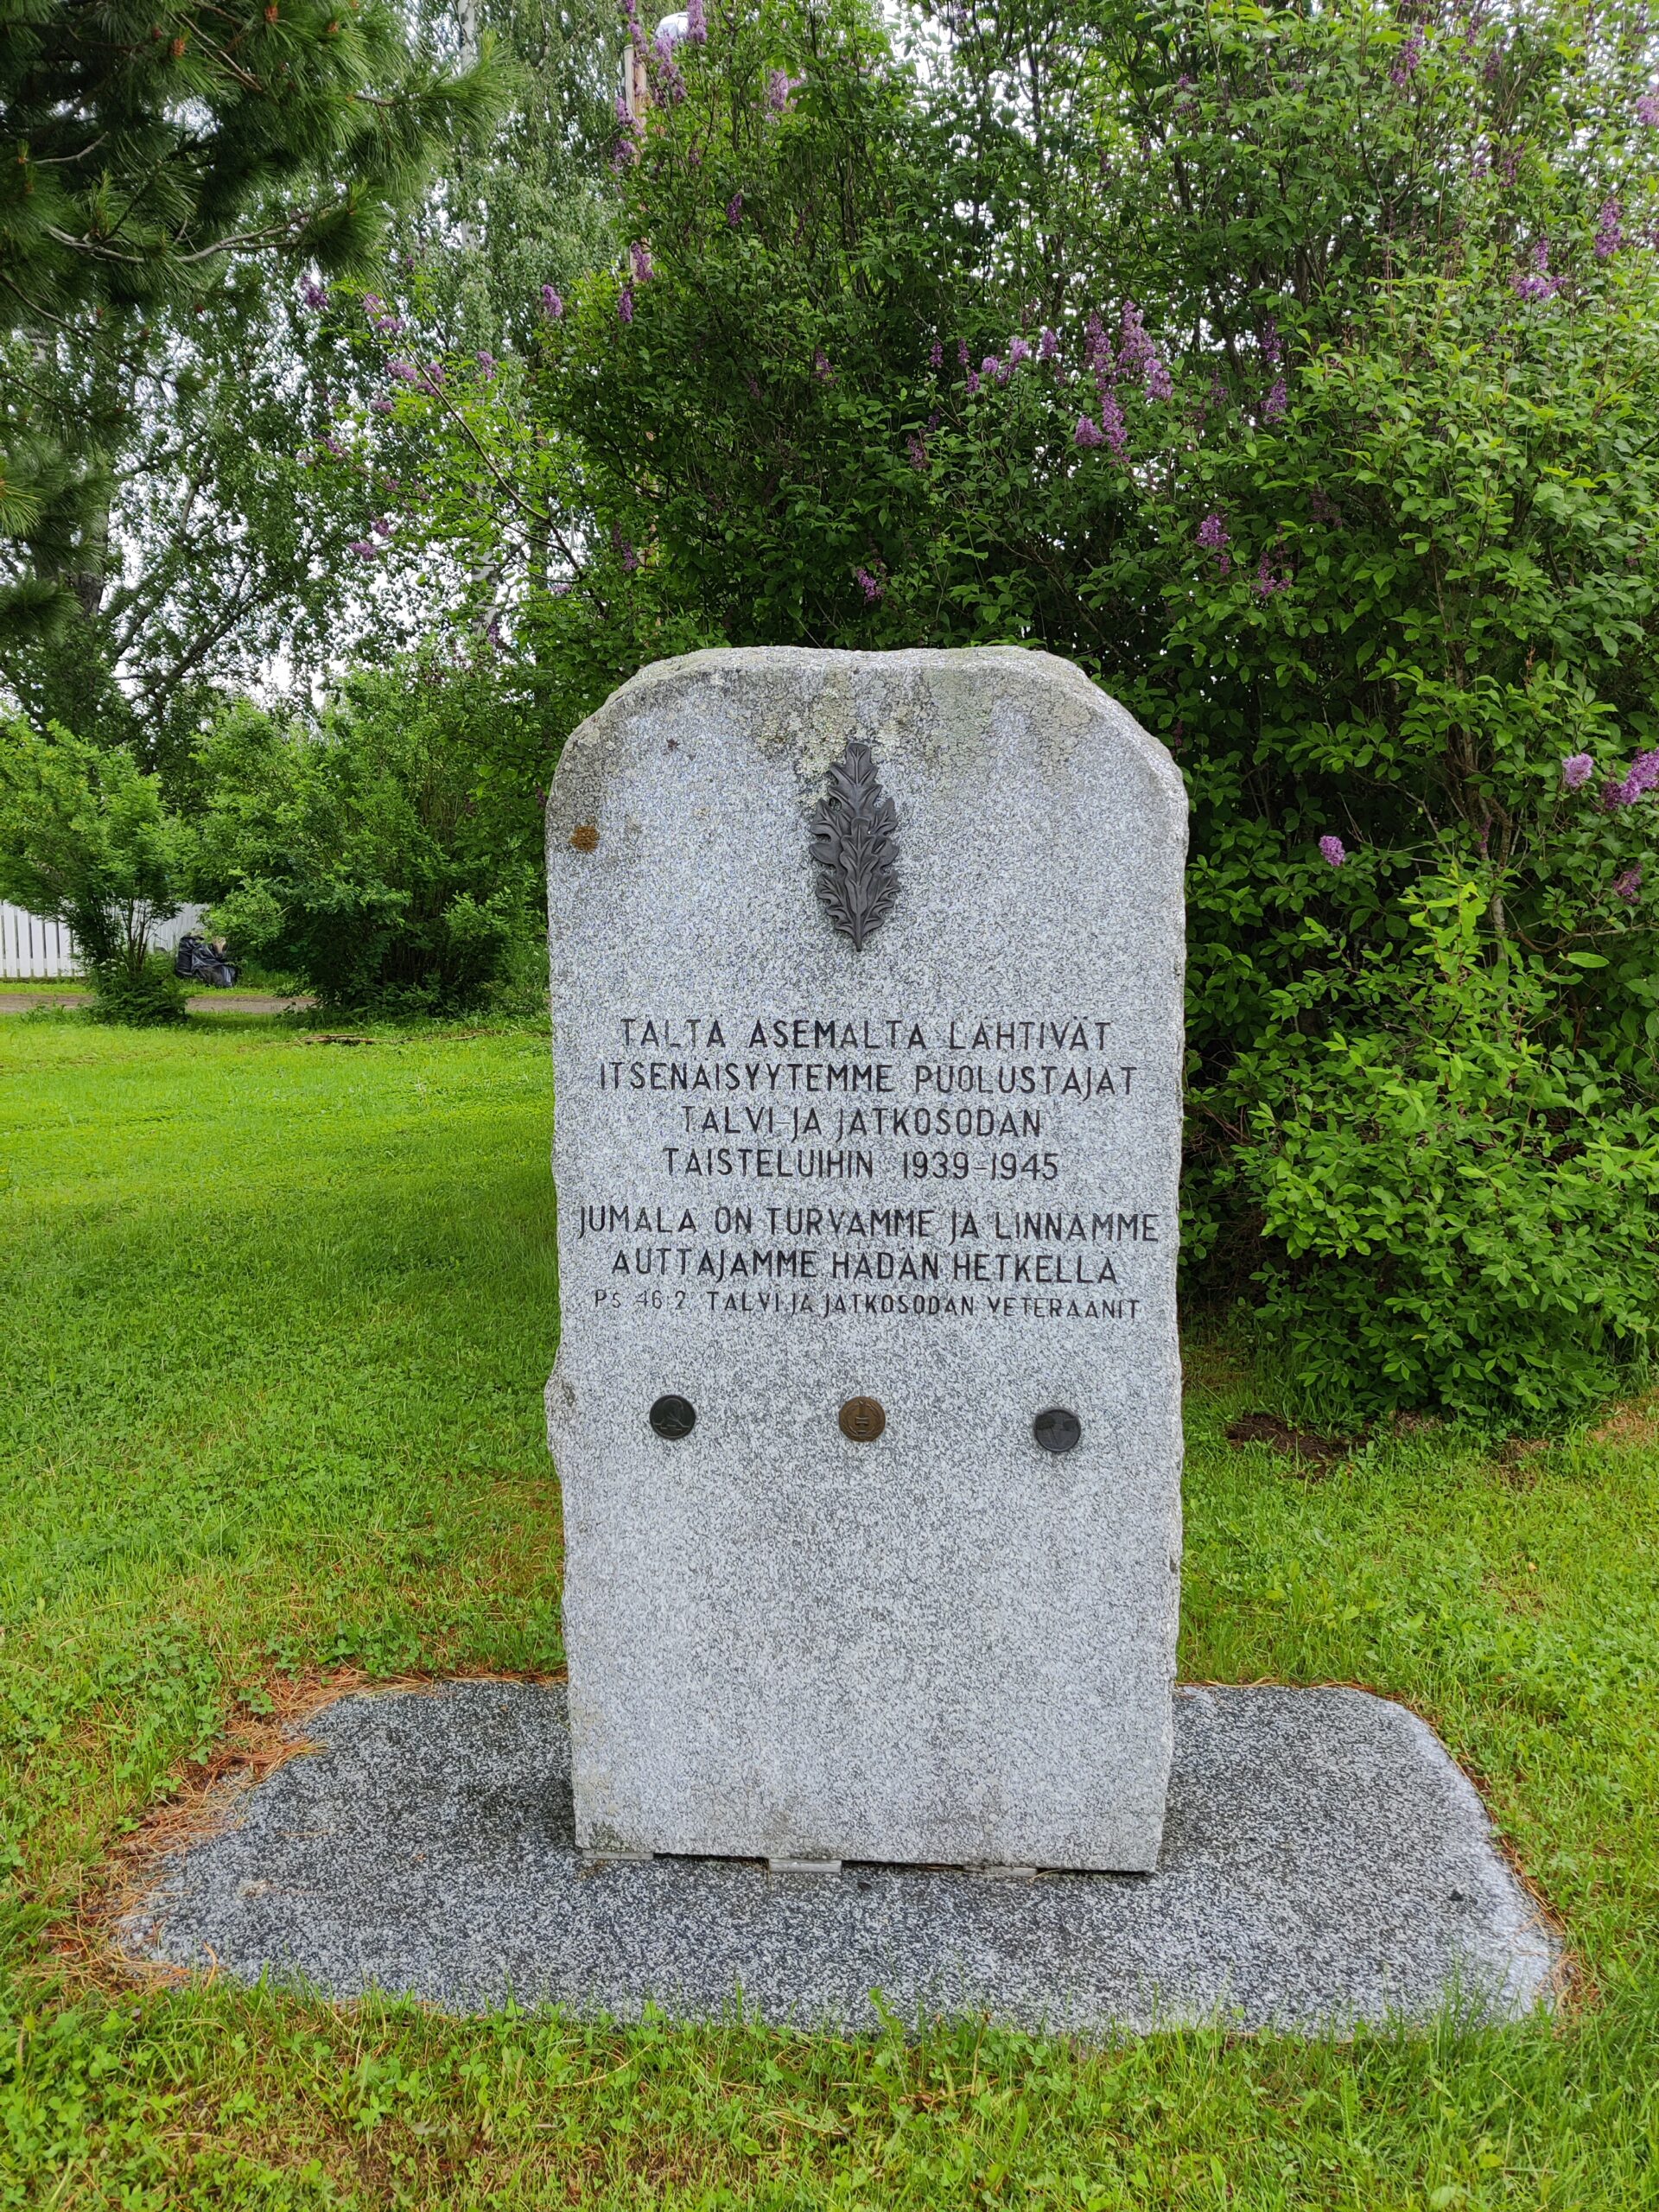 TÄLTÄ ASEMALTA LÄHTIVÄT
ITSENÄISYYTEMME PUOLUSTAJAT
TALVI-JA JATKOSODAN
TAISTELUIHIN 1939-1945
JUMALA ON TURVAMME JA LINNAMME
AUTTAJAMME HÄDÄN HETKELLÄ
PS 46:2 TALVI JA JATKOSODAN VETERAANIT